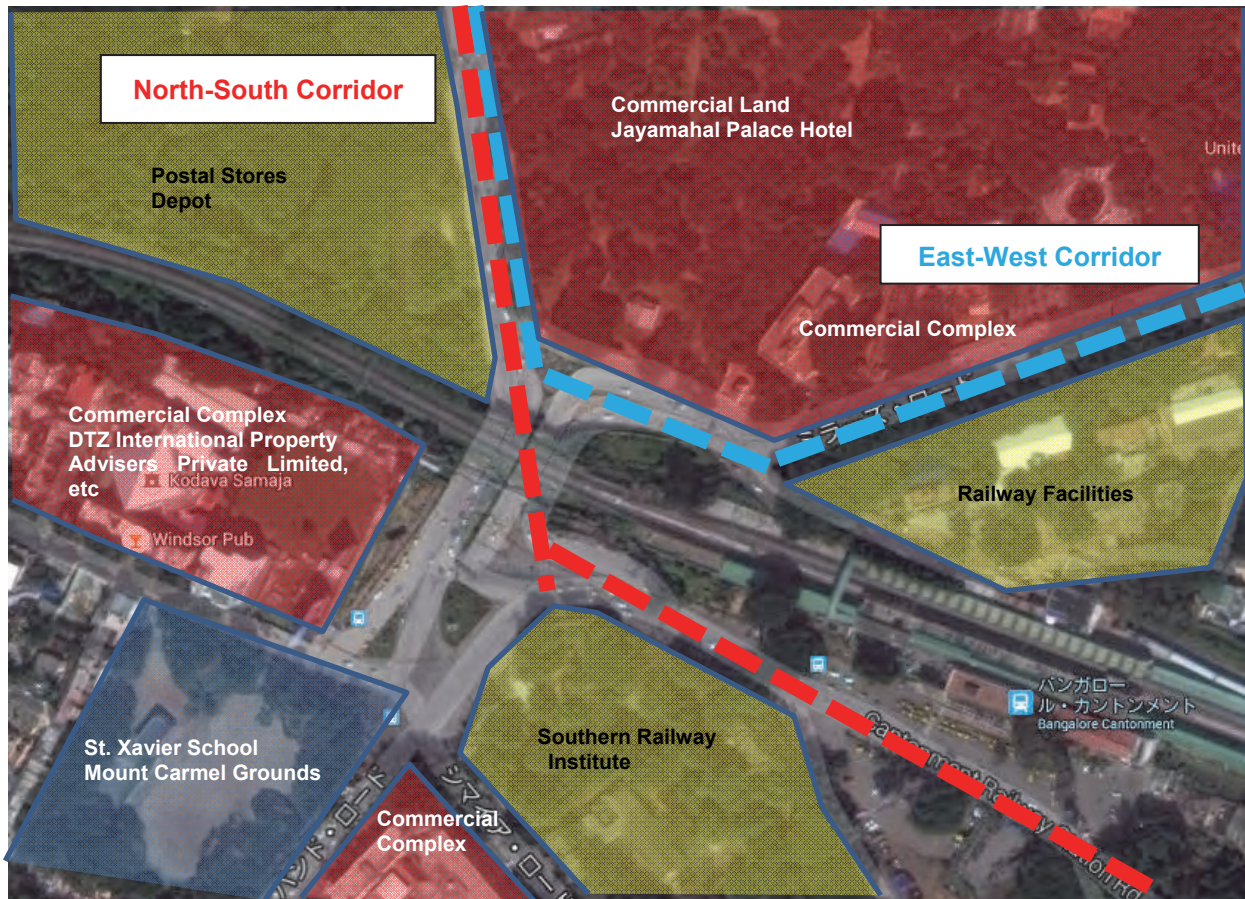 North-South Corridor
Commercial Land
Jayamahal Palace Hotel
Unite
Postal Stores
Depot
East-West Corridor
Commercial Complex
Commercial Complex
DTZ International Property
Advisers Private Limited,
etc
Kodava Samaja
Windsor Pub
Railway Facilities
バンガロー
ル・カントンメント
Bangalore Cantonment
Southern Railway
Institute
St. Xavier School
Mount Carmel Grounds
Commercial
Complex